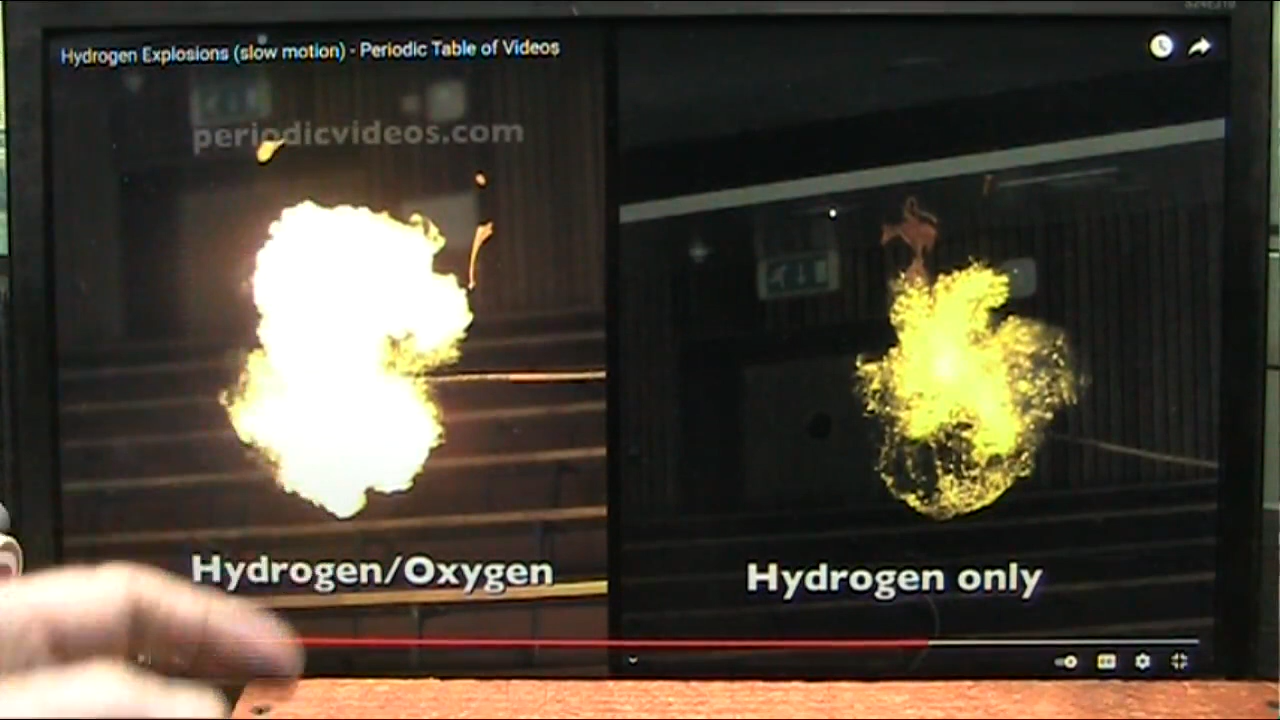 Hydrogen Explosions (slow motion) - Periodic Table of Videos
periodicvideos.com
Hydrogen/Oxygen
Hydrogen only